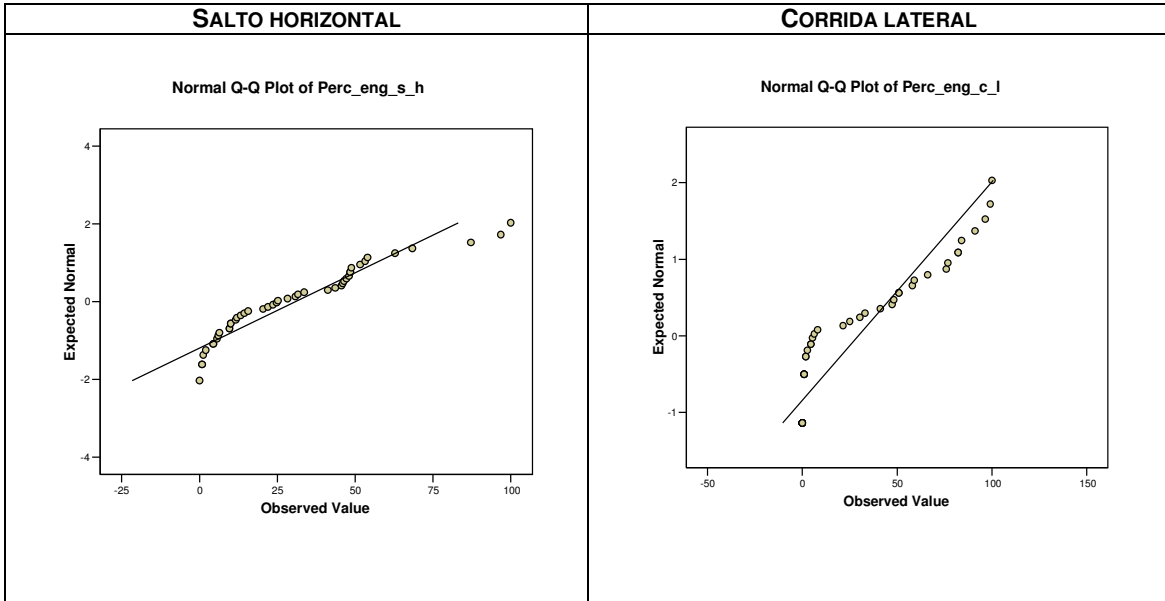 SALTO HORIZONTAL
Normal Q-Q Plot of Perc_eng_s_h
Expected Normal
4
2
0
-2
-4
-25 0 25 50 75 100
Observed Value
CORRIDA LATERAL
Normal Q-Q Plot of Perc_eng_c_l
Expected Normal
2
1
0
-1
-50 0 50 100 150
Observed Value